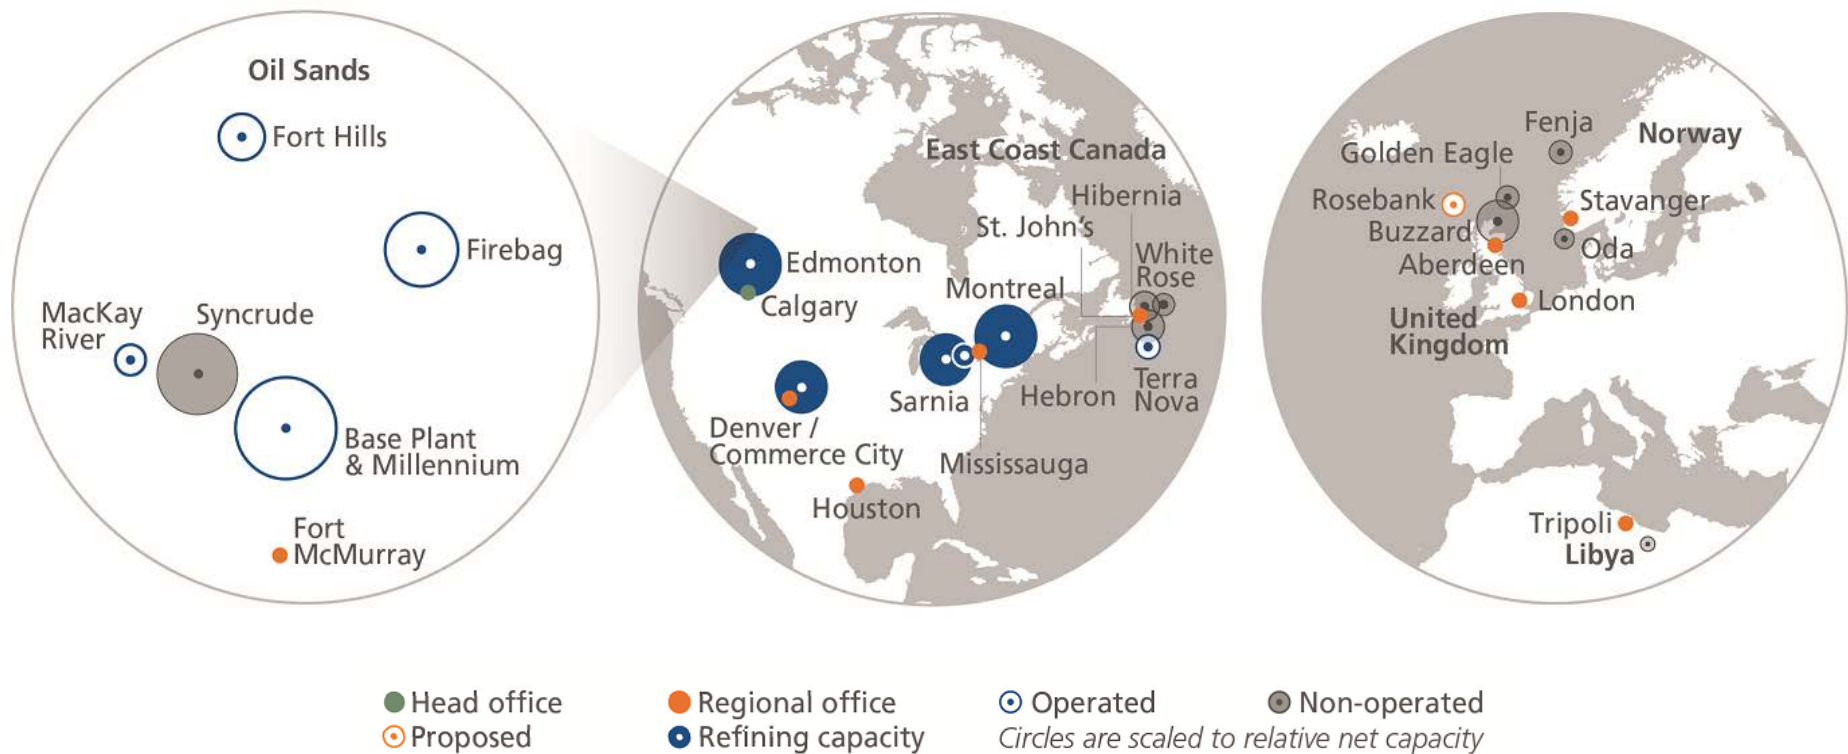 Oil Sands
Fort Hills
Firebag
MacKay
River
Syncrude
Base Plant
& Millennium
Fort
McMurray
East Coast Canada
Hibernia
St. John's
White
Rose
Edmonton
Calgary
Montreal
Sarnia
Hebron
Terra
Nova
Denver /
Commerce City
Mississauga
Houston
Fenja
Norway
Golden Eagle
Rosebank
Stavanger
Buzzard
Oda
Aberdeen
London
United
Kingdom
Tripoli
Libya
Head office
Regional office
Operated
Non-operated
Proposed
Refining capacity
Circles are scaled to relative net capacity